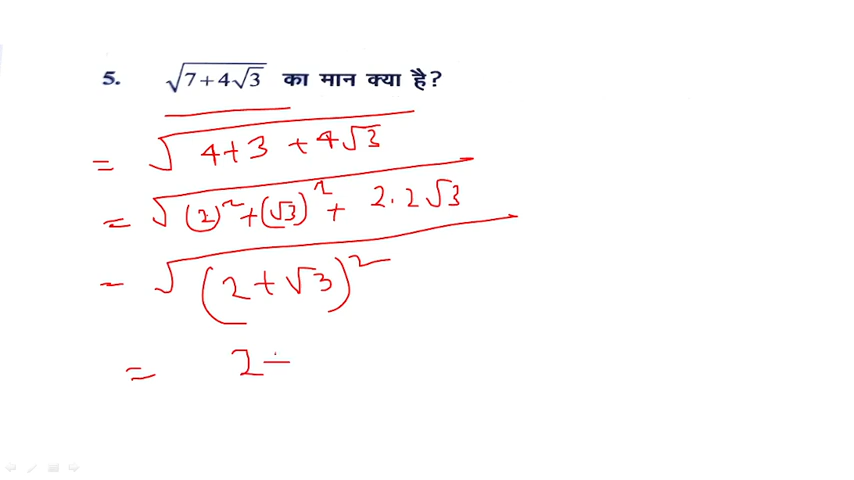 5. √(7+4√3) का मान क्या है?
= √(4+3+4√3)
= √((2)²+(√3)²+2.2√3)
= √((2+√3)²)
= 2+